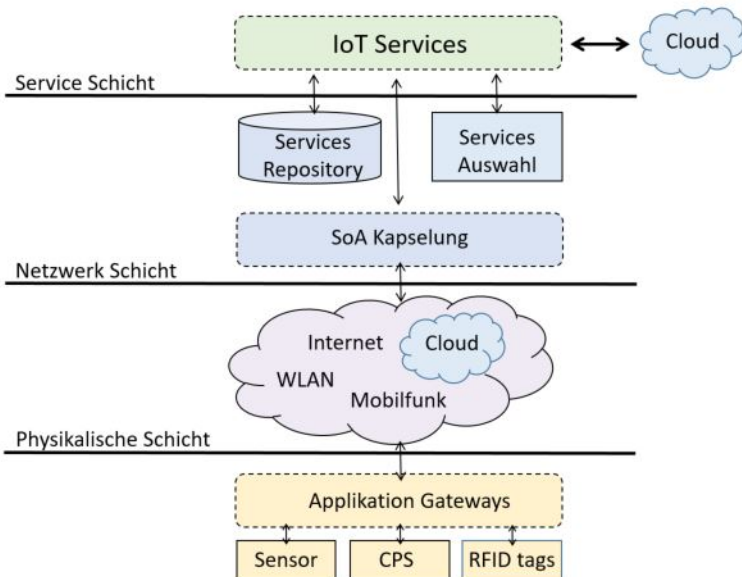 IoT Services
Cloud
Service Schicht
Services
Repository
Services
Auswahl
SoA Kapselung
Netzwerk Schicht
Internet
Cloud
WLAN
Mobilfunk
Physikalische Schicht
Applikation Gateways
Sensor
CPS
RFID tags